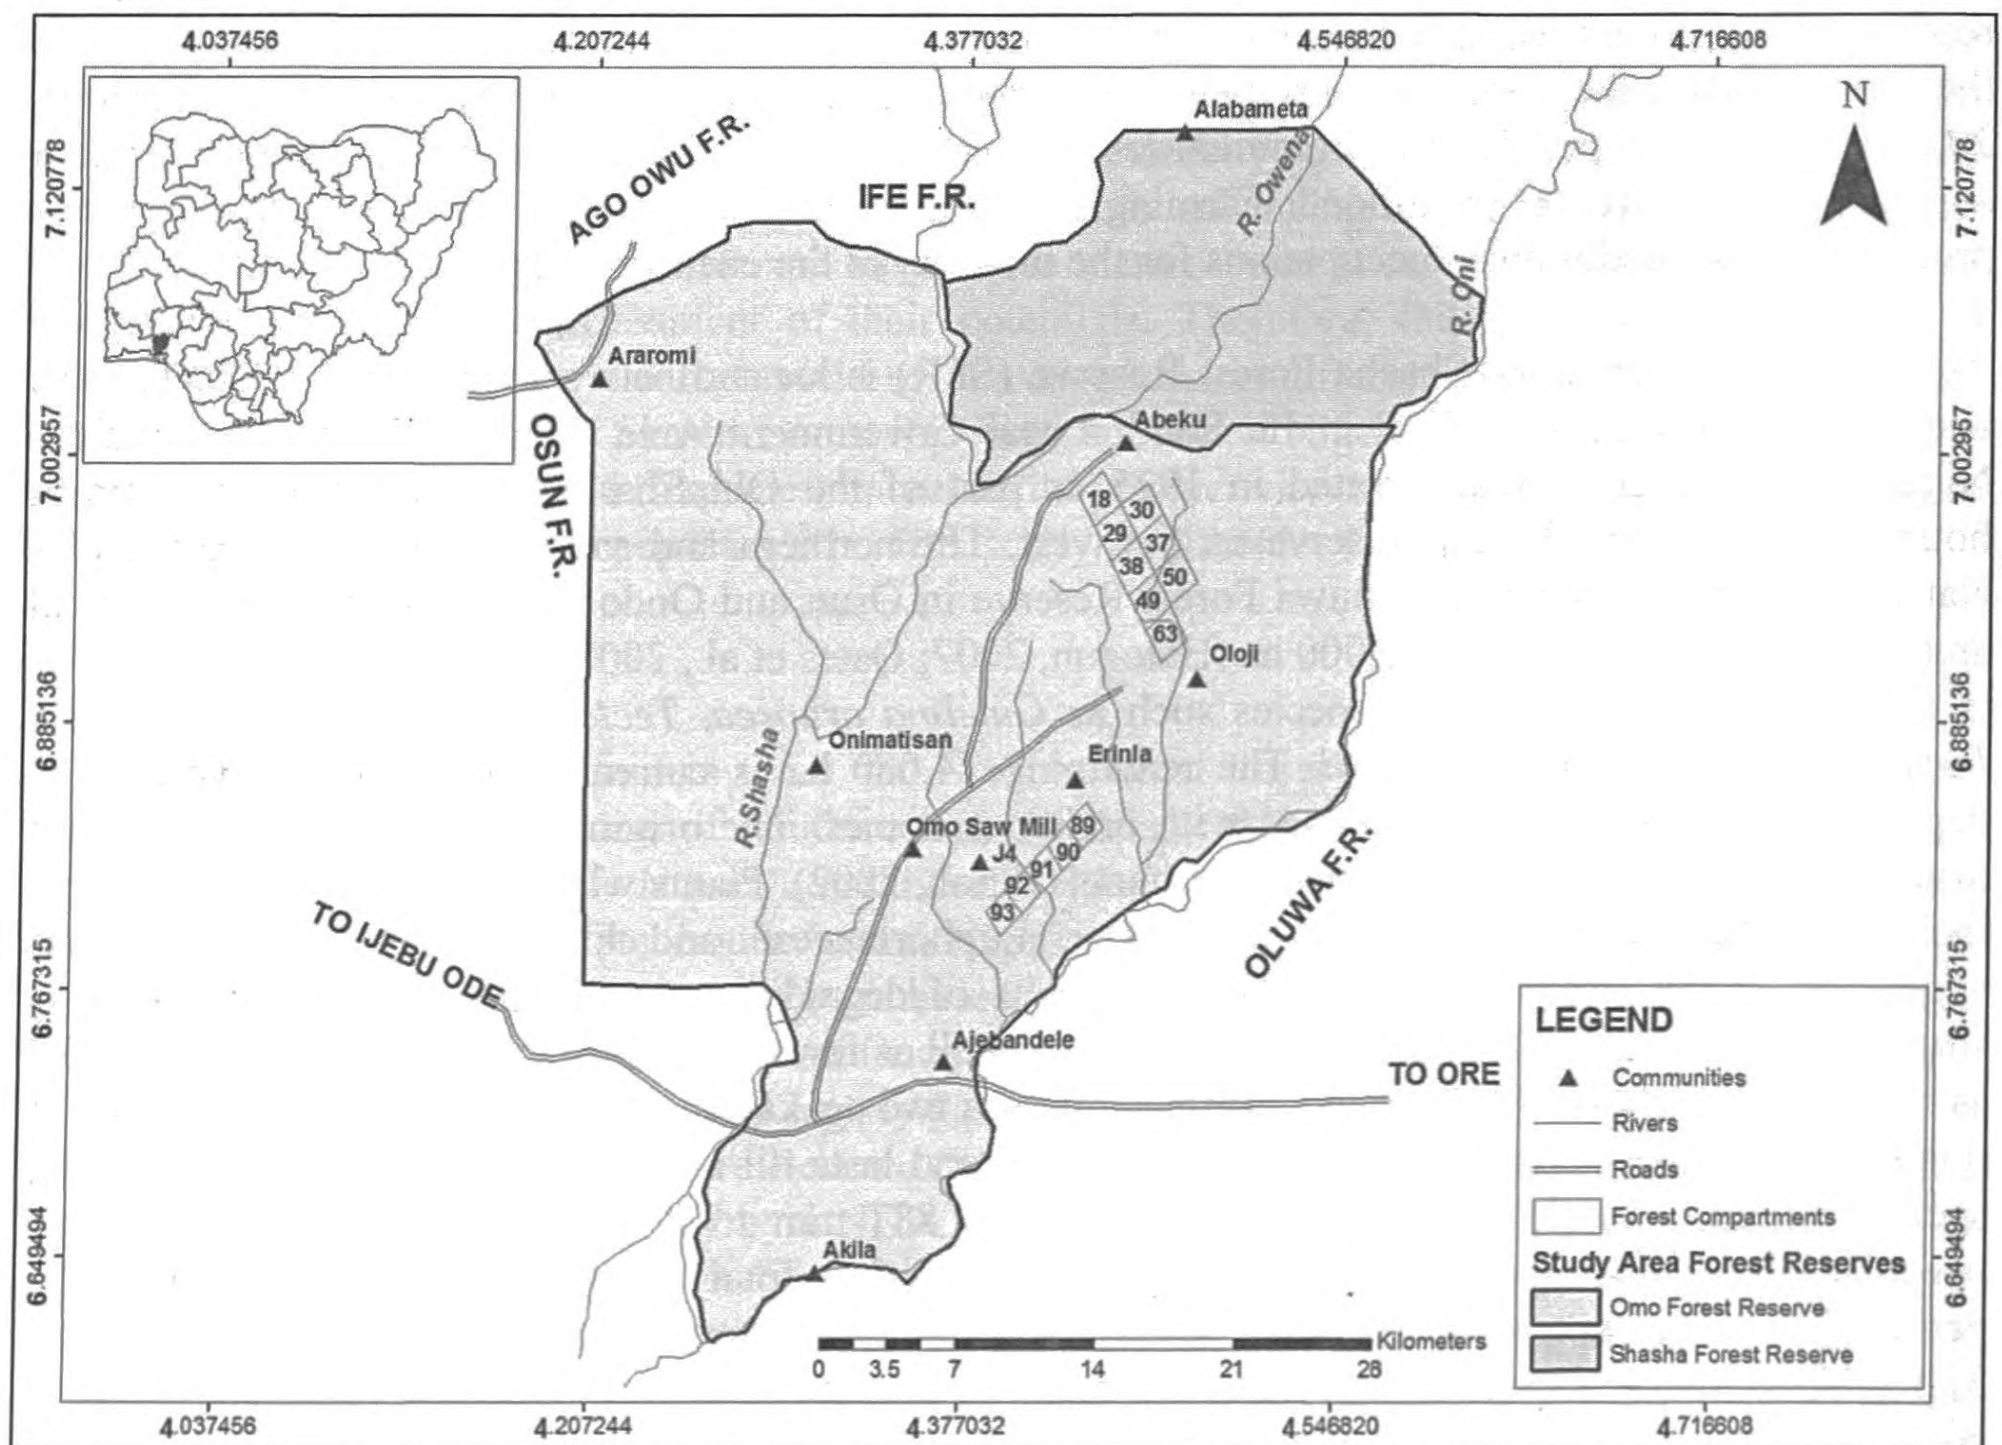 4.037456 4.207244 4.377032 4.546820 4.716608
N
Alabameta
AGO OWU F.R.
IFE F.R.
R. Owena
R. Oni
7.120778
7.120778
Araromi
OSUN F.R.
Abeku
7.002957
7.002957
18
30
29
37
38
50
49
63
Oloji
6.885136
6.885136
Onimatisan
Erinla
R.Shasha
Omo Saw Mill
J4
89
90
91
92
93
OLUWA F.R.
TO IJEBU ODE
6.767315
6.767315
Ajebandele
TO ORE
Akila
6.649494
6.649494
LEGEND
Communities
Rivers
Roads
Forest Compartments
Study Area Forest Reserves
Omo Forest Reserve
Shasha Forest Reserve
Kilometers
0 3.5 7 14 21 28
4.037456 4.207244 4.377032 4.546820 4.716608